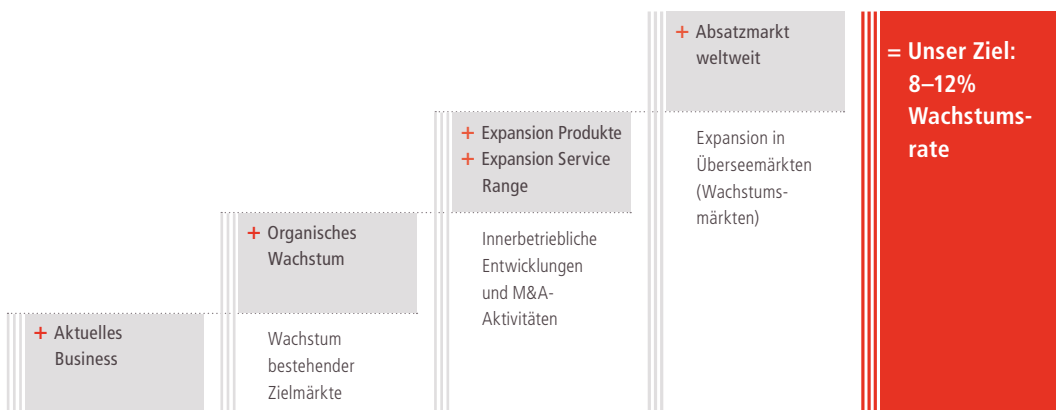 + Aktuelles
Business
+ Organisches
Wachstum
Wachstum
bestehender
Zielmärkte
+ Expansion Produkte
+ Expansion Service
Range
Innerbetriebliche
Entwicklungen
und M&A-
Aktivitäten
+ Absatzmarkt
weltweit
Expansion in
Überseemärkten
(Wachstums-
märkten)
= Unser Ziel:
8–12%
Wachstums-
rate